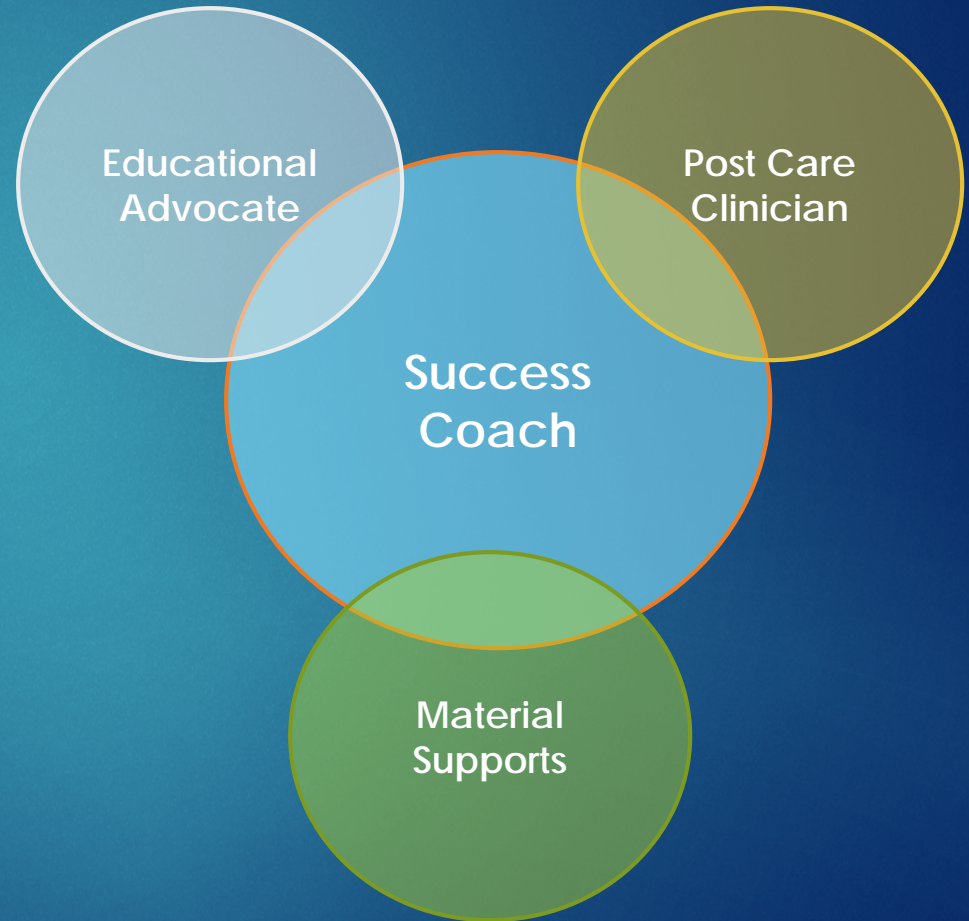 Educational
Advocate
Post Care
Clinician
Success
Coach
Material
Supports